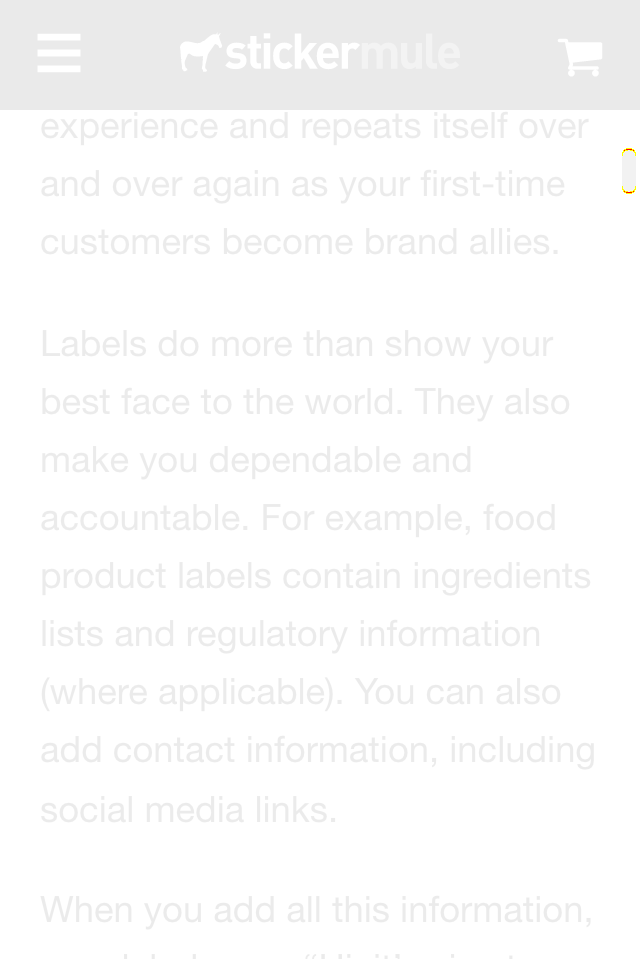 stickermule
experience and repeats itself over
and over again as your first-time
customers become brand allies.
Labels do more than show your
best face to the world. They also
make you dependable and
accountable. For example, food
product labels contain ingredients
lists and regulatory information
(where applicable). You can also
add contact information, including
social media links.
When you add all this information,